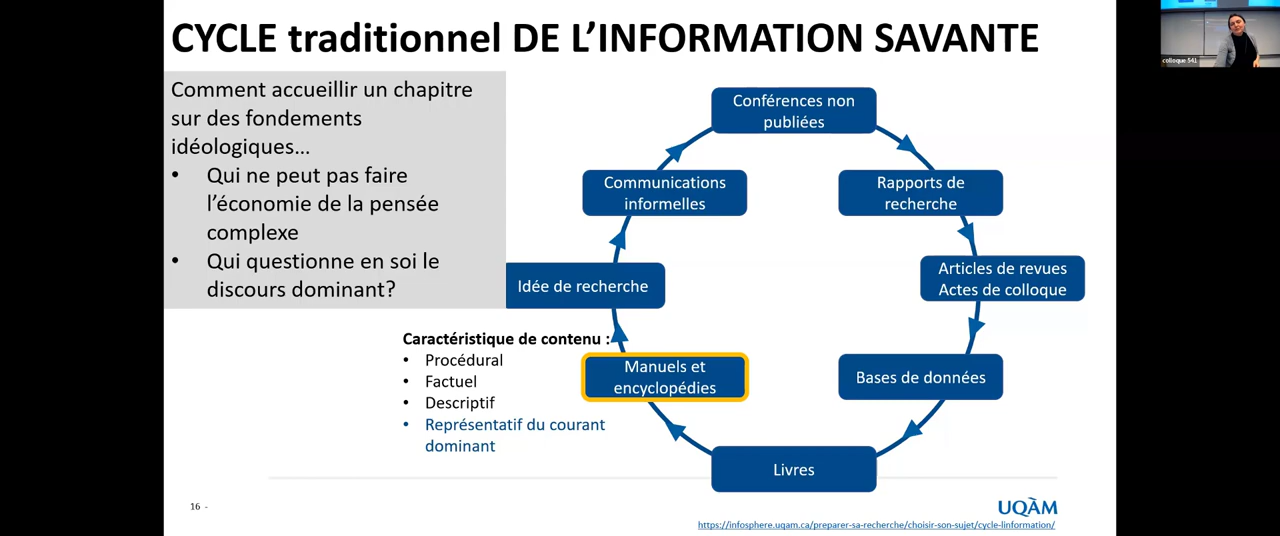 CYCLE traditionnel DE L'INFORMATION SAVANTE
colloque 541
Comment accueillir un chapitre
sur des fondements
idéologiques…
• Qui ne peut pas faire
l'économie de la pensée
complexe
• Qui questionne en soi le
discours dominant?
Conférences non
publiées
Communications
informelles
Rapports de
recherche
Idée de recherche
Articles de revues
Actes de colloque
Caractéristique de contenu :
• Procédural
• Factuel
• Descriptif
• Représentatif du courant
dominant
Manuels et
encyclopédies
Bases de données
Livres
16 -
UQÀM
https://infosphere.uqam.ca/preparer-sa-recherche/choisir-son-sujet/cycle-linformation/